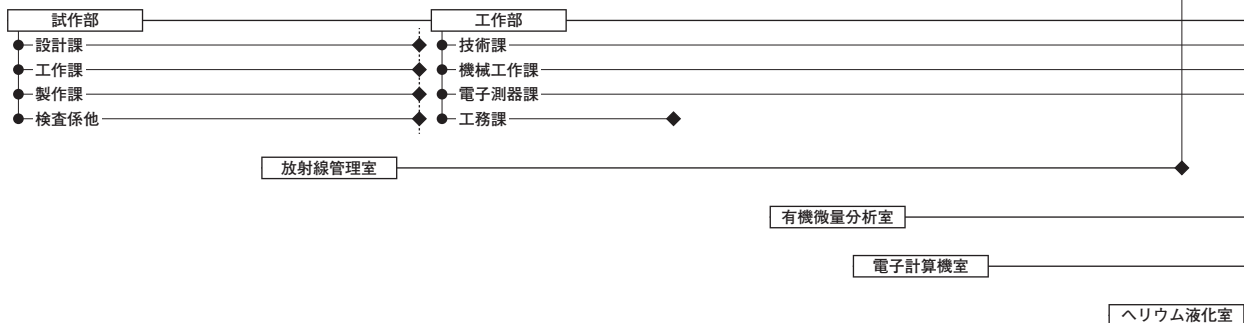 試作部 工作部
設計課 技術課
工作課 機械工作課
製作課 電子測器課
検査係他 工務課
放射線管理室
有機微量分析室
電子計算機室
ヘリウム液化室